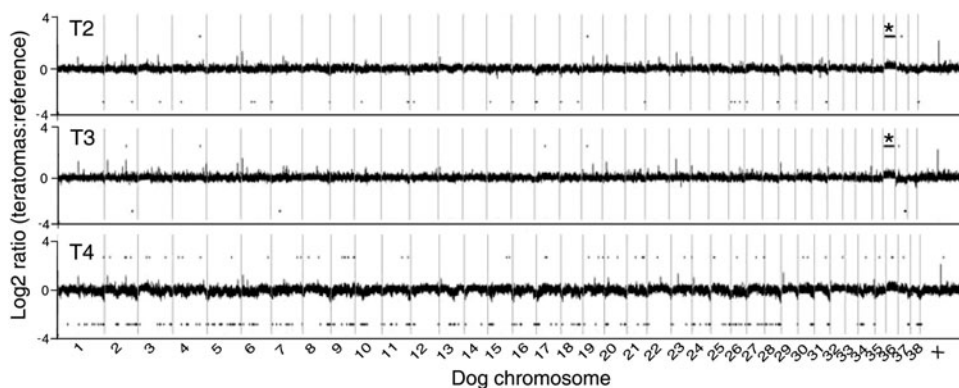 Log2 ratio (teratomas:reference)
4
T2
*
0
-4
4
T3
*
0
-4
4
T4
0
-4
1 2 3 4 5 6 7 8 9 10 11 12 13 14 15 16 17 18 19 20 21 22 23 24 25 26 27 28 29 30 31 32 33 34 35 36 37 38 X
Dog chromosome